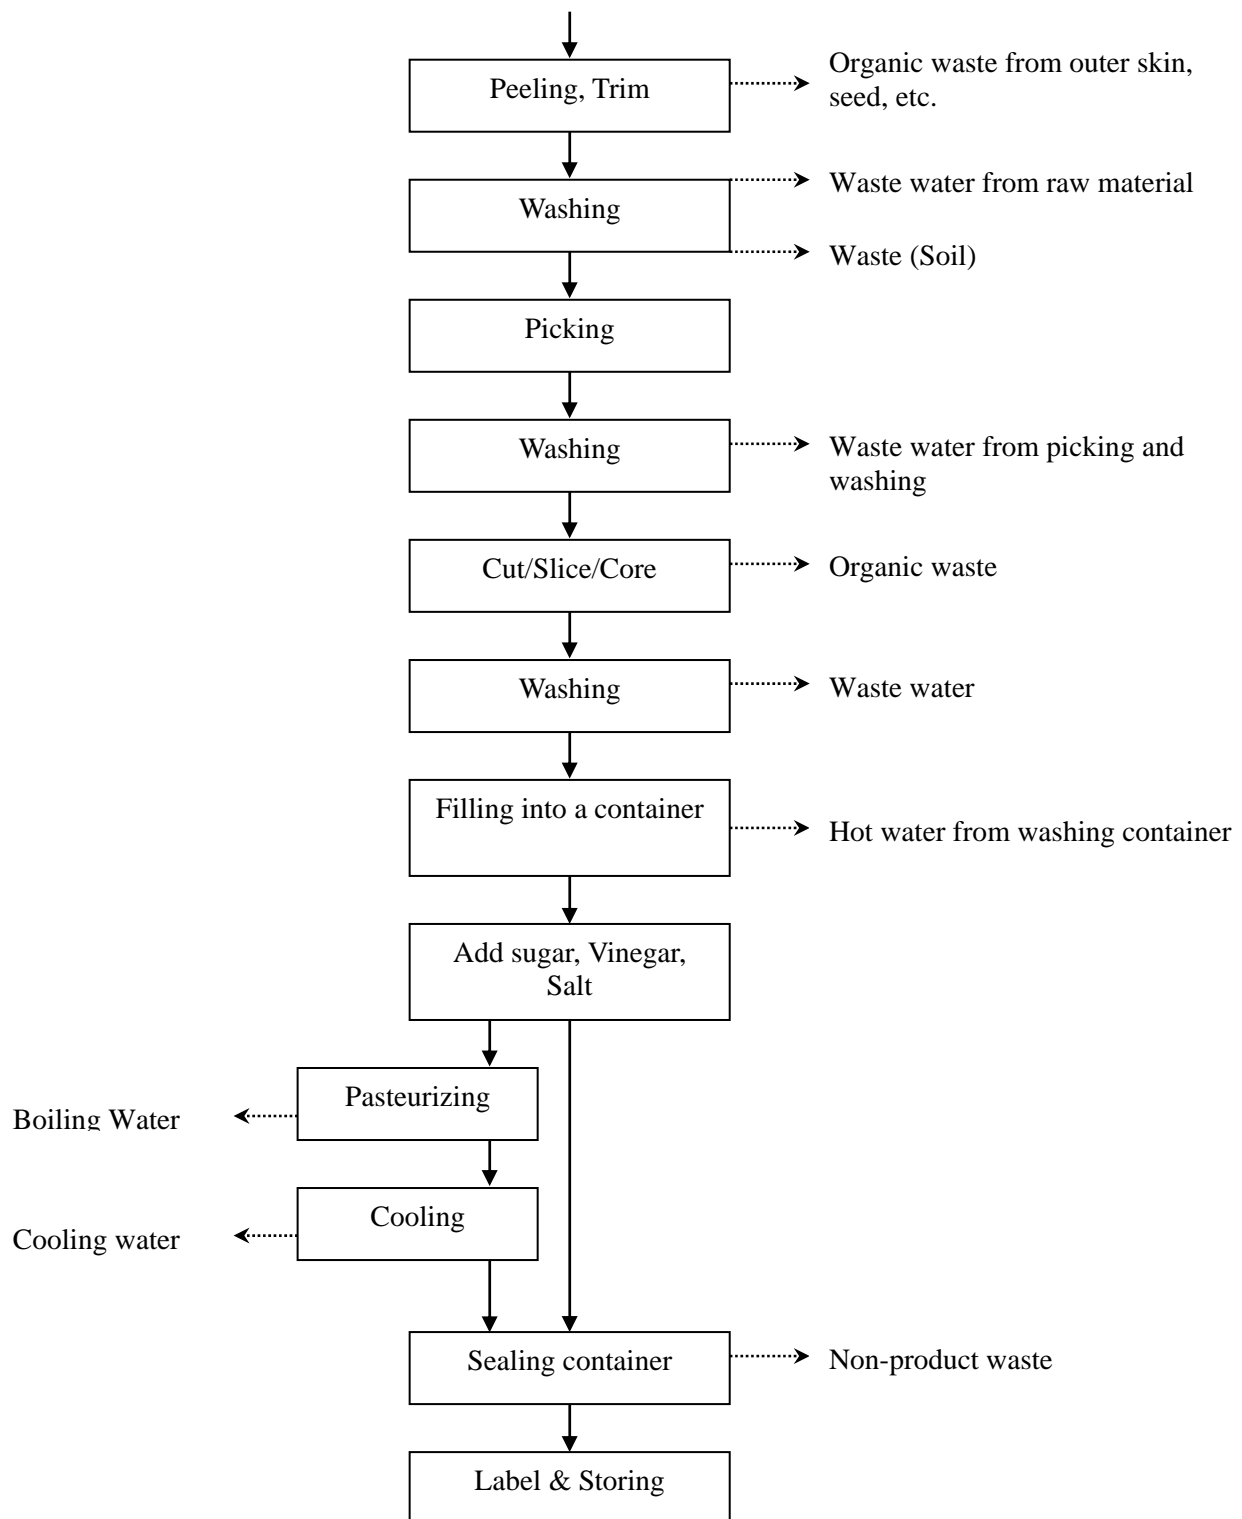 Peeling, Trim
Organic waste from outer skin,
seed, etc.
Washing
Waste water from raw material
Waste (Soil)
Picking
Washing
Waste water from picking and
washing
Cut/Slice/Core
Organic waste
Washing
Waste water
Filling into a container
Hot water from washing container
Add sugar, Vinegar,
Salt
Pasteurizing
Boiling Water
Cooling
Cooling water
Sealing container
Non-product waste
Label & Storing